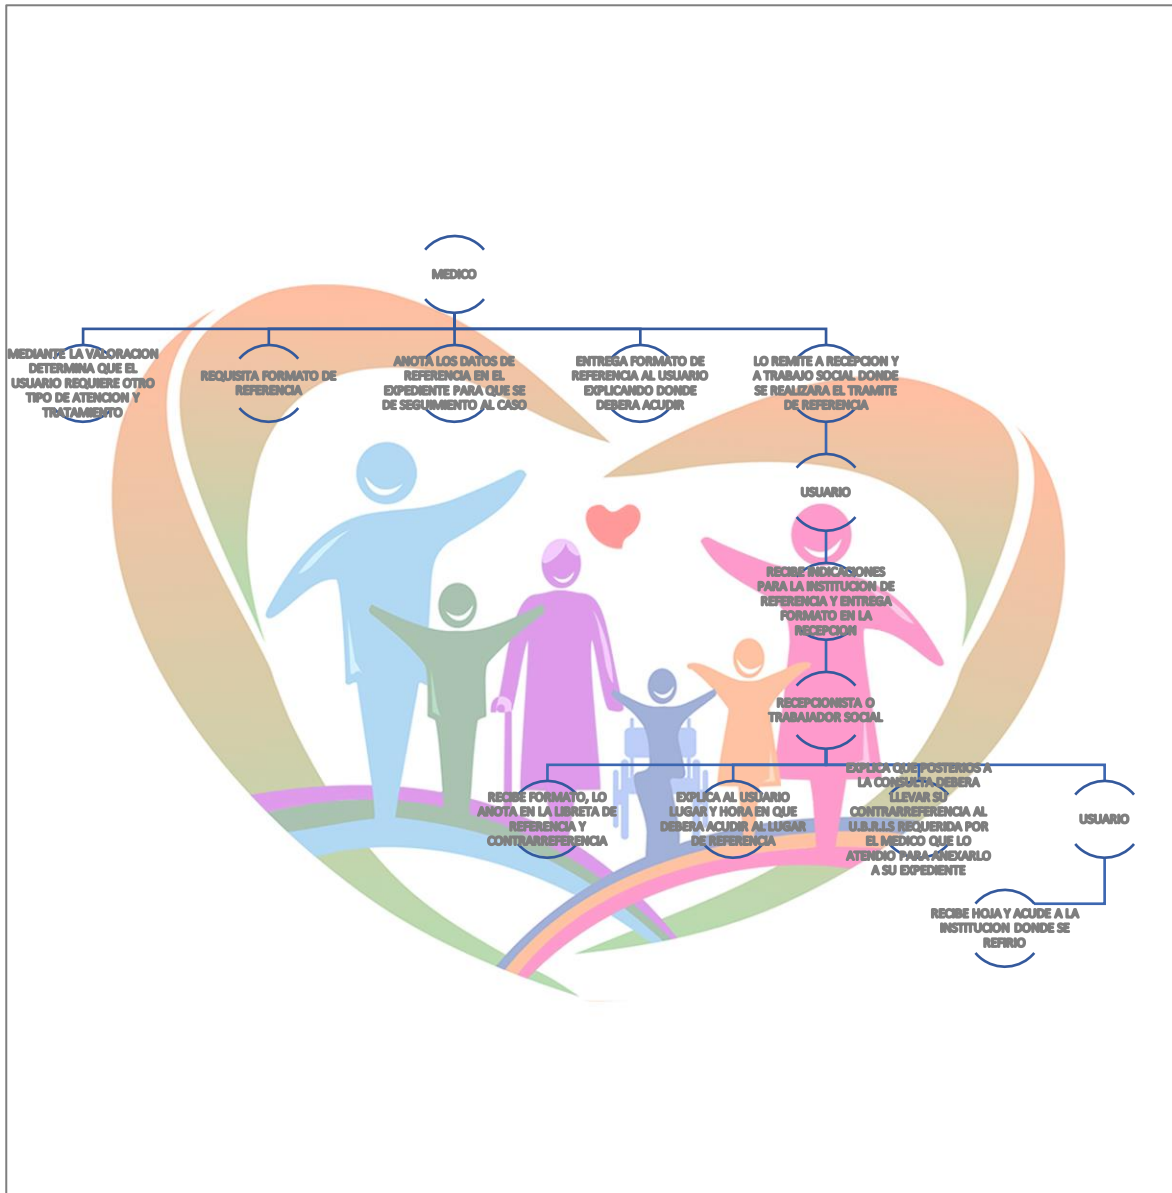 MEDICO
MEDIANTE LA VALORACION
DETERMINA QUE EL
USUARIO REQUIERE OTRO
TIPO DE ATENCION Y
TRATAMIENTO
REQUISITA FORMATO DE
REFERENCIA
ANOTA LOS DATOS DE
REFERENCIA EN EL
EXPEDIENTE PARA QUE SE
DE SEGUIMIENTO AL CASO
ENTREGA FORMATO DE
REFERENCIA AL USUARIO
EXPLICANDO DONDE
DEBERA ACUDIR
LO REMITE A RECEPCION Y
A TRABAJO SOCIAL DONDE
SE REALIZARA EL TRAMITE
DE REFERENCIA
USUARIO
RECIBE INDICACIONES
PARA LA INSTITUCION DE
REFERENCIA Y ENTREGA
FORMATO EN LA
RECEPCION
RECEPCIONISTA O
TRABAJADOR SOCIAL
RECIBE FORMATO, LO
ANOTA EN LA LIBRETA DE
REFERENCIA Y
CONTRARREFERENCIA
EXPLICA AL USUARIO
LUGAR Y HORA EN QUE
DEBERA ACUDIR AL LUGAR
DE REFERENCIA
EXPLICA QUE POSTERIOS A
LA CONSULTA DEBERA
LLEVAR SU
CONTRARREFERENCIA AL
U.B.R.I.S REQUERIDA POR
EL MEDICO QUE LO
ATENDIO PARA ANEXARLO
A SU EXPEDIENTE
USUARIO
RECIBE HOJA Y ACUDE A LA
INSTITUCION DONDE SE
REFIRIO